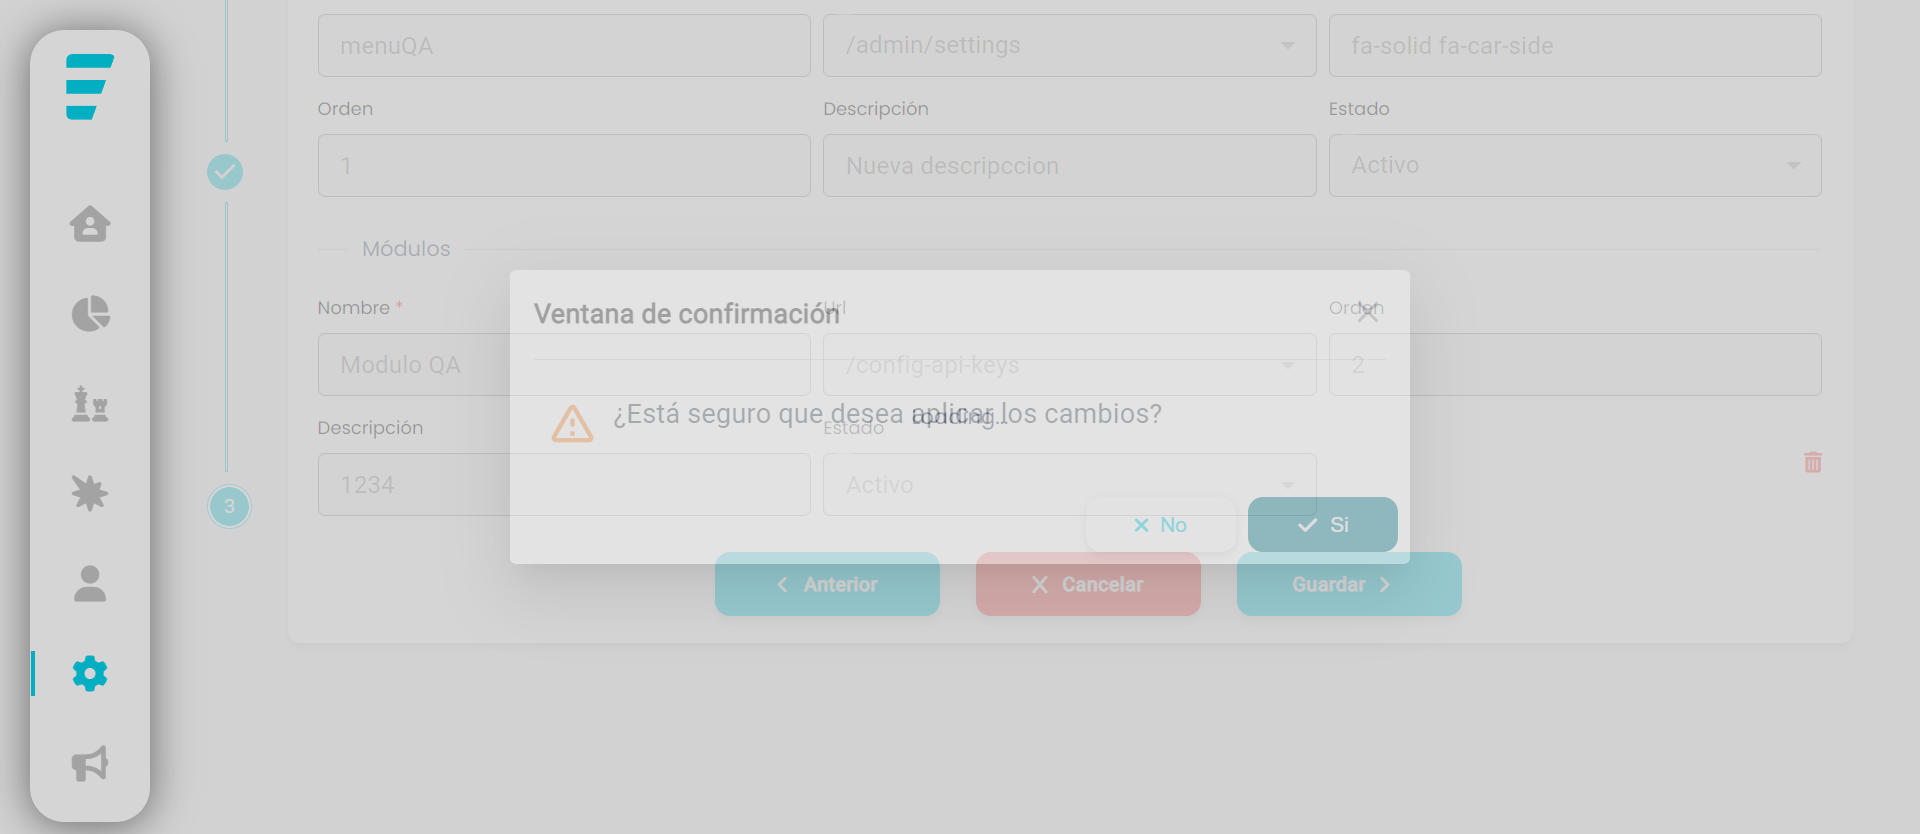 menuQA
/admin/settings
fa-solid fa-car-side
Orden
Descripción
Estado
1
Nueva descripccion
Activo
Módulos
Ventana de confirmación
Nombre *
Url
Orden
Modulo QA
/config-api-keys
2
¿Está seguro que desea aplicar los cambios?
Loading...
Descripción
Estado
1234
Activo
3
No
Si
Anterior
Cancelar
Guardar